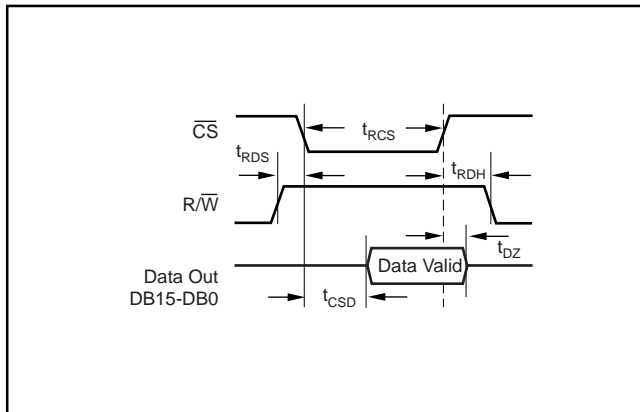 CS
tRCS
tRDS
tRDH
R/W
tDZ
Data Valid
Data Out
DB15-DB0
tCSD